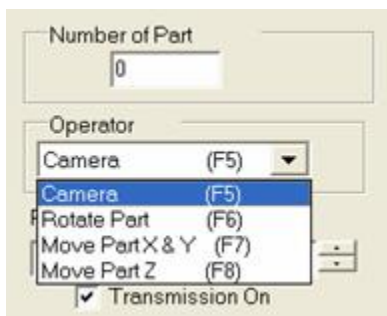 Number of Part
0
Operator
Camera (F5)
Camera (F5)
Rotate Part (F6)
Move Part X & Y (F7)
Move Part Z (F8)
Transmission On